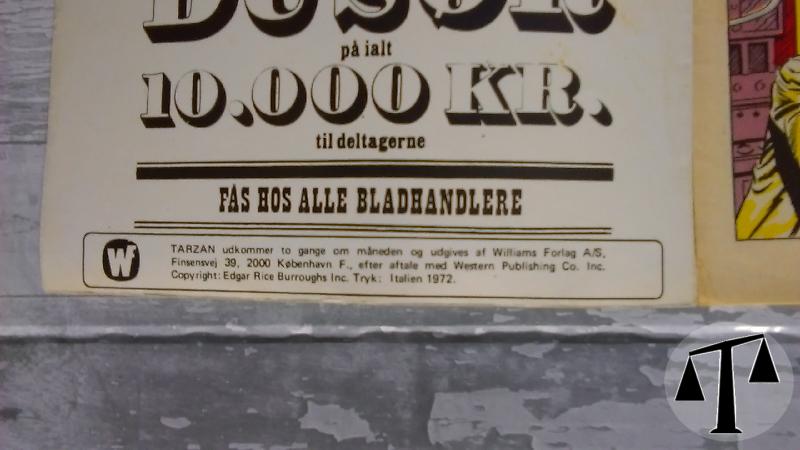 DUSØR
på ialt
10.000 KR.
til deltagerne
FÅS HOS ALLE BLADHANDLERE
Wf
TARZAN udkommer to gange om måneden og udgives af Williams Forlag A/S,
Finsensvej 39, 2000 København F., efter aftale med Western Publishing Co. Inc.
Copyright: Edgar Rice Burroughs Inc. Tryk: Italien 1972.